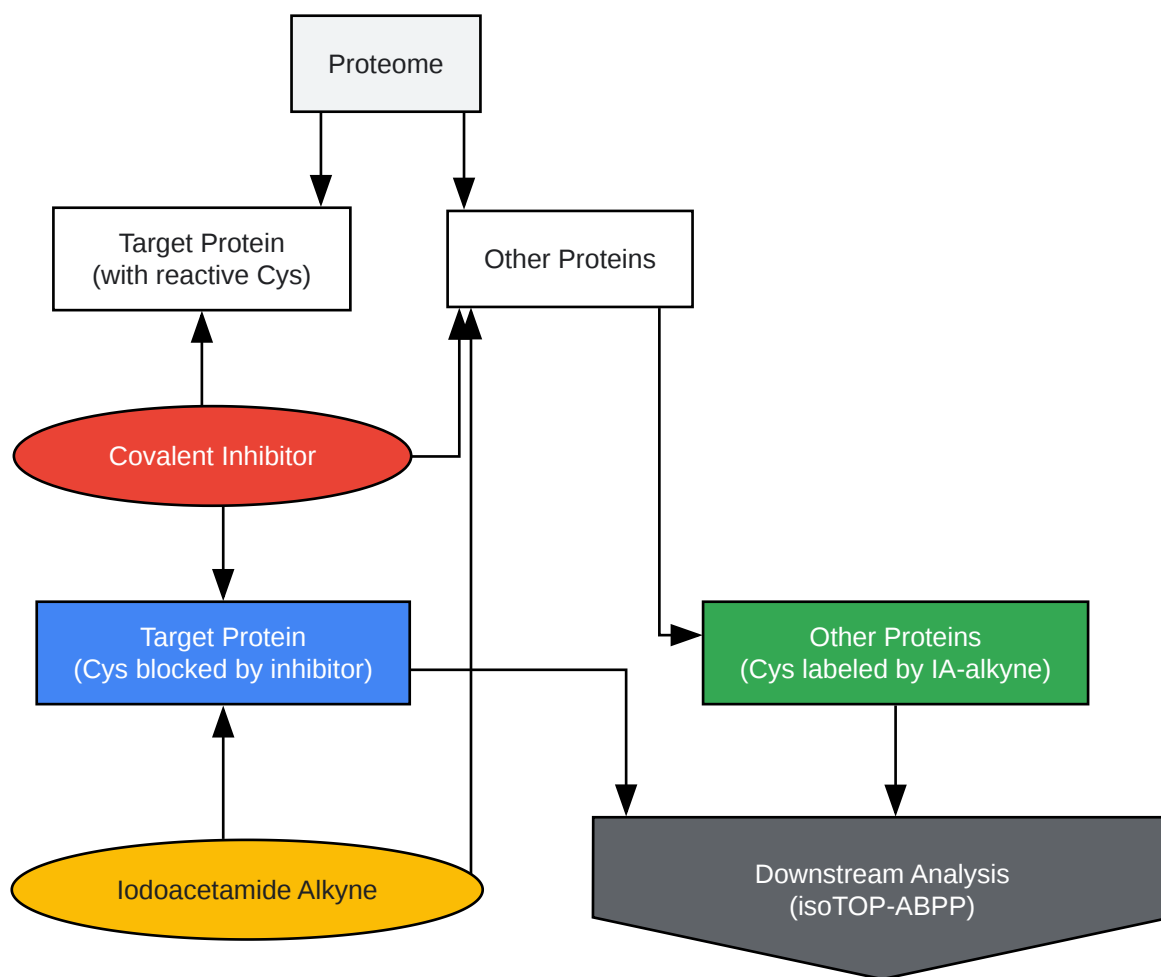 Proteome
Target Protein
(with reactive Cys)
Other Proteins
Covalent Inhibitor
Target Protein
(Cys blocked by inhibitor)
Other Proteins
(Cys labeled by IA-alkyne)
Iodoacetamide Alkyne
Downstream Analysis
(isoTOP-ABPP)